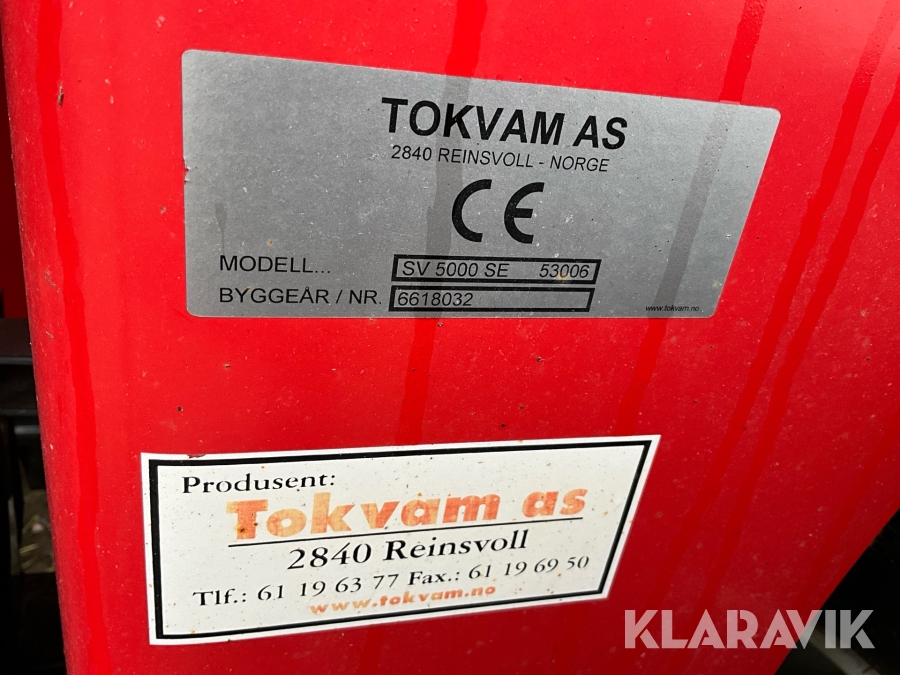 TOKVAM AS
2840 REINSVOLL - NORGE
CE
MODELL... SV 5000 SE 53006
BYGGEÅR / NR. 6618032
www.tokvam.no
Produsent:
Tokvam as
2840 Reinsvoll
Tlf.: 61 19 63 77 Fax.: 61 19 69 50
www.tokvam.no
KLARAVIK